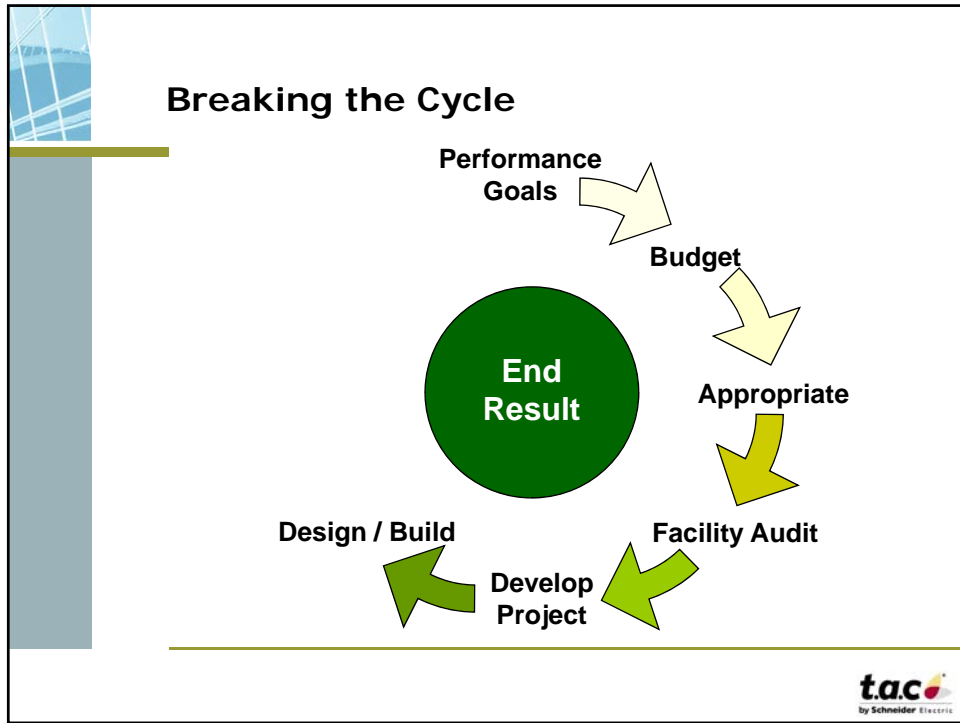 Breaking the Cycle
Performance
Goals
Budget
End
Result
Appropriate
Design / Build
Facility Audit
Develop
Project
t.a.c
by Schneider Electric